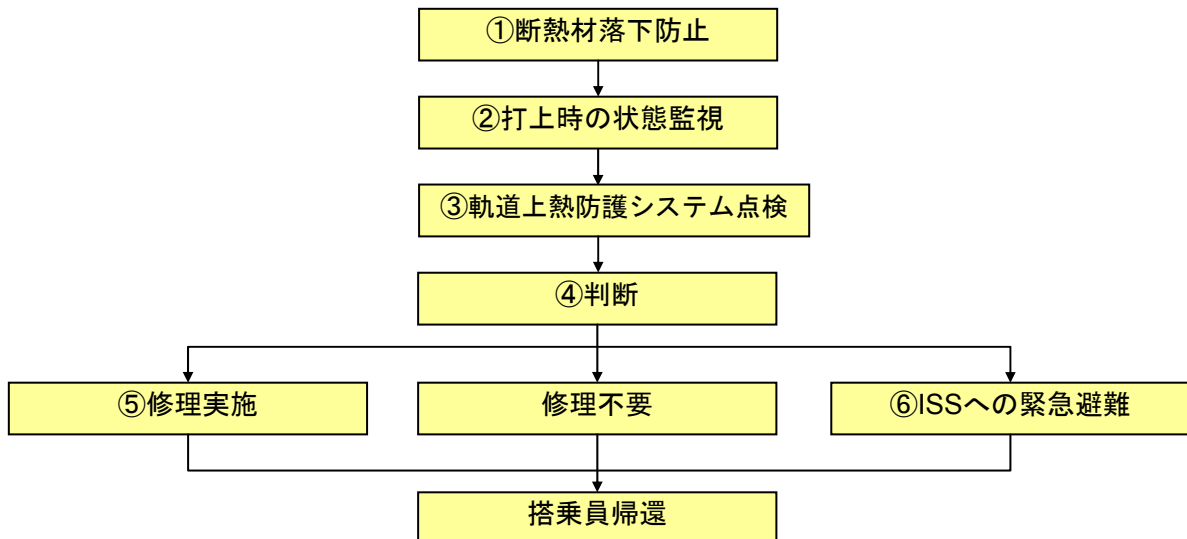 ①断熱材落下防止
②打上時の状態監視
③軌道上熱防護システム点検
④判断
⑤修理実施
修理不要
⑥ISSへの緊急避難
搭乗員帰還